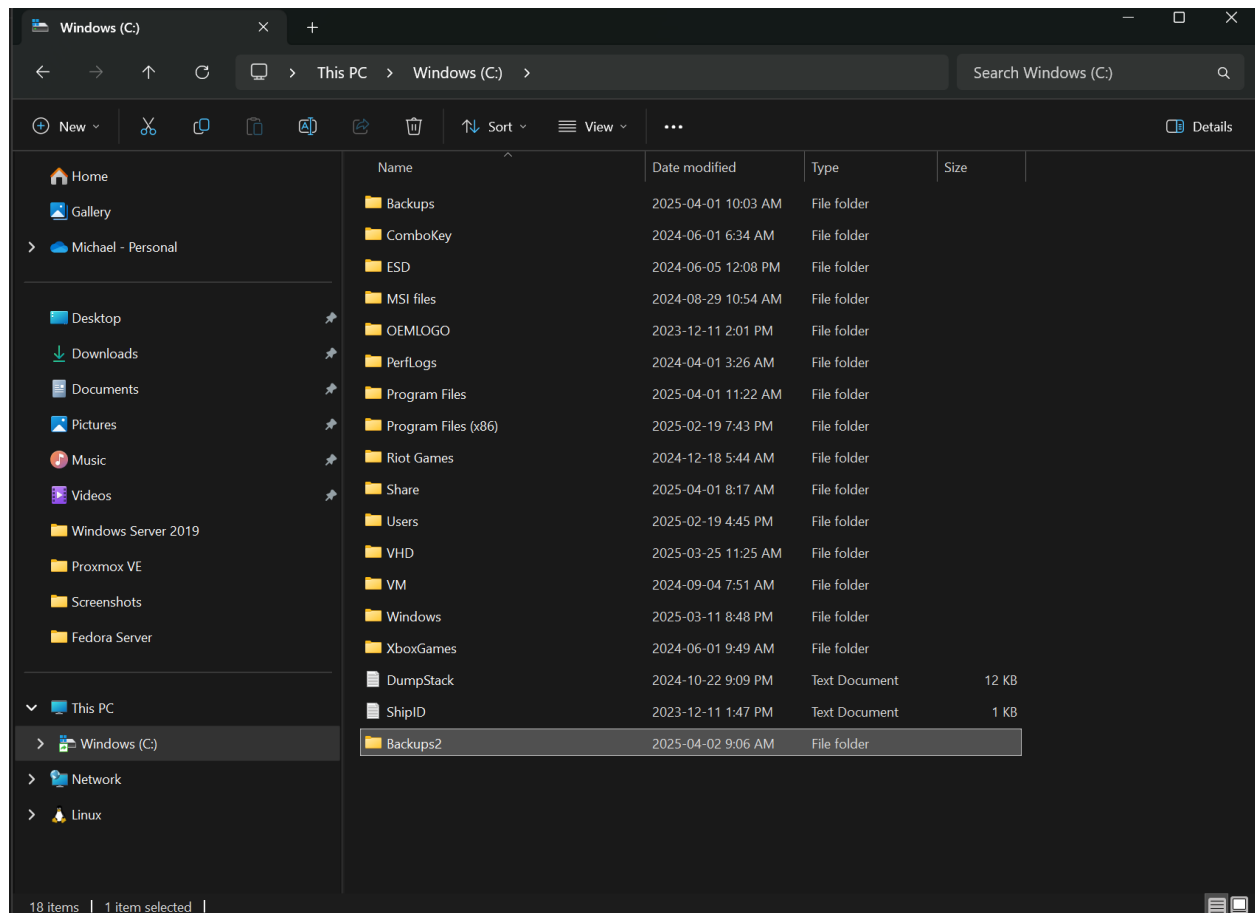 Windows (C:)
This PC > Windows (C:) >
Search Windows (C:)
New
Sort
View
Details
Home
Gallery
Michael - Personal
Desktop
Downloads
Documents
Pictures
Music
Videos
Windows Server 2019
Proxmox VE
Screenshots
Fedora Server
This PC
Windows (C:)
Network
Linux
Name Date modified Type Size
Backups 2025-04-01 10:03 AM File folder
ComboKey 2024-06-01 6:34 AM File folder
ESD 2024-06-05 12:08 PM File folder
MSI files 2024-08-29 10:54 AM File folder
OEMLOGO 2023-12-11 2:01 PM File folder
PerfLogs 2024-04-01 3:26 AM File folder
Program Files 2025-04-01 11:22 AM File folder
Program Files (x86) 2025-02-19 7:43 PM File folder
Riot Games 2024-12-18 5:44 AM File folder
Share 2025-04-01 8:17 AM File folder
Users 2025-02-19 4:45 PM File folder
VHD 2025-03-25 11:25 AM File folder
VM 2024-09-04 7:51 AM File folder
Windows 2025-03-11 8:48 PM File folder
XboxGames 2024-06-01 9:49 AM File folder
DumpStack 2024-10-22 9:09 PM Text Document 12 KB
ShipID 2023-12-11 1:47 PM Text Document 1 KB
Backups2 2025-04-02 9:06 AM File folder
18 items | 1 item selected |